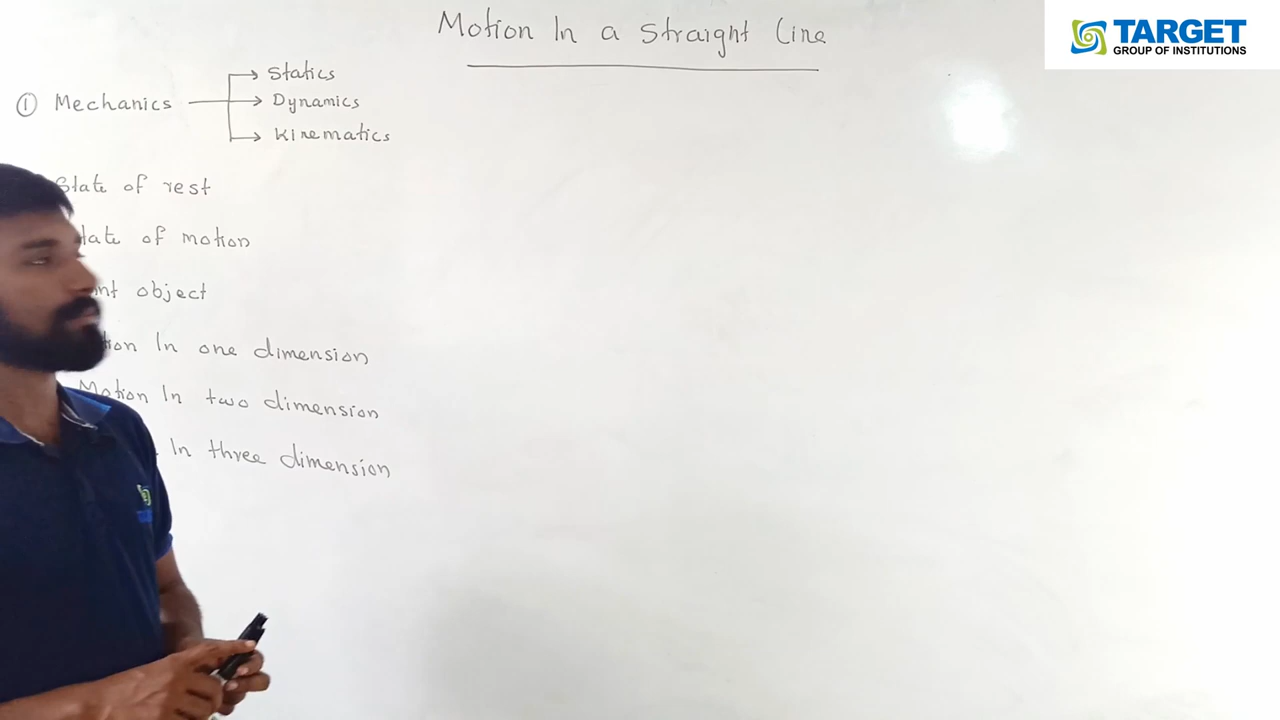 Motion In a Straight Line
TARGET
GROUP OF INSTITUTIONS
① Mechanics
Statics
Dynamics
Kinematics
State of rest
of motion
object
In one dimension
Motion In two dimension
In three dimension